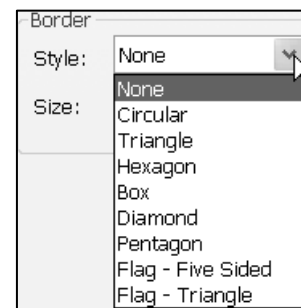 Border
Style: None
None
Size:
Circular
Triangle
Hexagon
Box
Diamond
Pentagon
Flag - Five Sided
Flag - Triangle